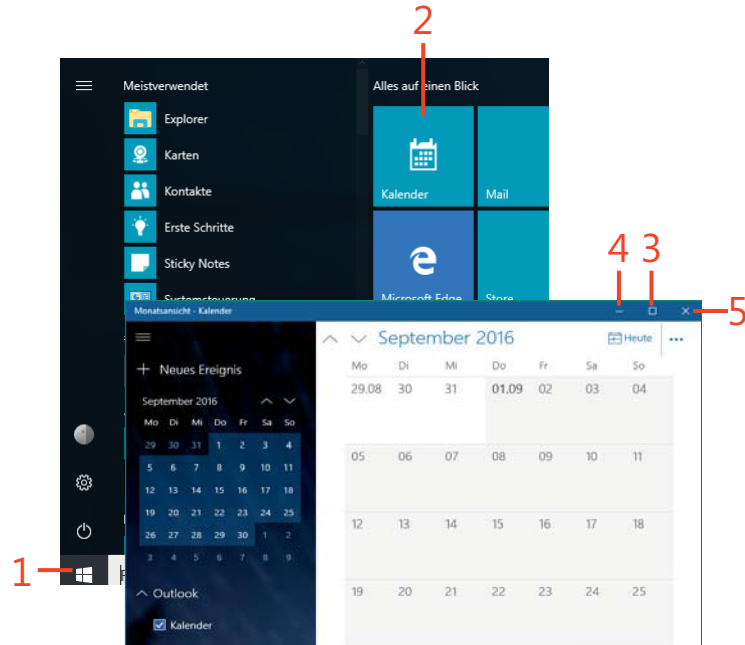 2
Meistverwendet
Alles auf einen Blick
Explorer
Karten
Kontakte
Kalender
Mail
Erste Schritte
Sticky Notes
4 3
Systemsteuerung
Microsoft Edge
Store
5
Monatsansicht - Kalender
September 2016
Heute
Neues Ereignis
Mo Di Mi Do Fr Sa So
29.08 30 31 01.09 02 03 04
September 2016
Mo Di Mi Do Fr Sa So
29 30 31 1 2 3 4
5 6 7 8 9 10 11
12 13 14 15 16 17 18
19 20 21 22 23 24 25
26 27 28 29 30 1 2
3 4 5 6 7 8 9
05 06 07 08 09 10 11
12 13 14 15 16 17 18
1
Outlook
Kalender
19 20 21 22 23 24 25